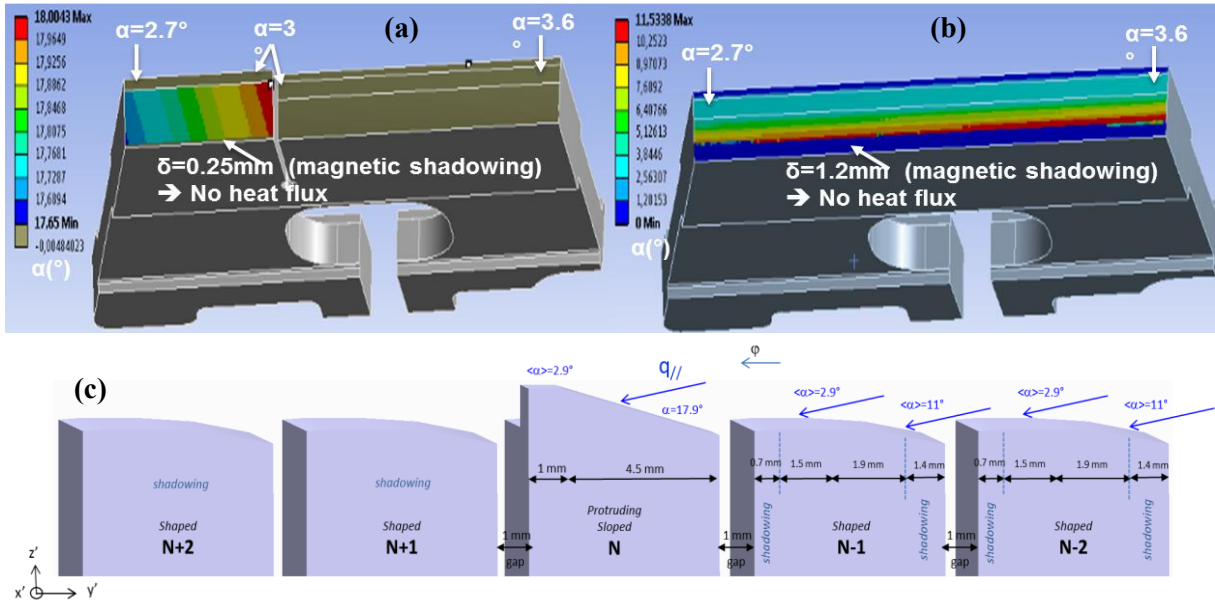 18,0043 Max
17,9649
17,9256
17,8862
17,8468
17,8075
17,7681
17,7287
17,6894
17,65 Min
-0,00484023
α(°)
α=2.7°
α=3
°
(a)
α=3.6
°
δ=0.25mm (magnetic shadowing)
➔ No heat flux
11,5338 Max
10,2523
8,97073
7,6892
6,40766
5,12613
3,8446
2,56307
1,28153
0 Min
α(°)
α=2.7°
(b)
α=3.6
°
δ=1.2mm (magnetic shadowing)
➔ No heat flux
(c)
φ
q//
<α>=2.9°
α=17.9°
<α>=2.9°
<α>=11°
<α>=2.9°
<α>=11°
shadowing
Shaped
N+2
shadowing
Shaped
N+1
1 mm
gap
1 mm
4.5 mm
Protruding
Sloped
N
1 mm
gap
0.7 mm
1.5 mm
1.9 mm
1.4 mm
shadowing
Shaped
N-1
shadowing
1 mm
gap
0.7 mm
1.5 mm
1.9 mm
1.4 mm
shadowing
Shaped
N-2
shadowing
z'
x'
y'